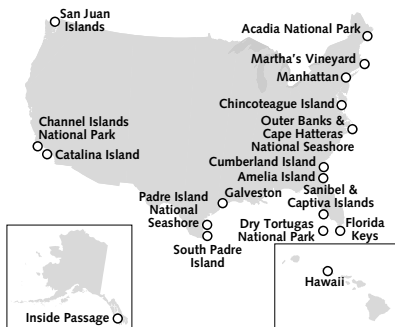 San Juan
Islands
Acadia National Park
Martha's Vineyard
Manhattan
Chincoteague Island
Outer Banks &
Cape Hatteras
National Seashore
Channel Islands
National Park
Catalina Island
Cumberland Island
Amelia Island
Sanibel &
Captiva Islands
Padre Island
National
Seashore
Galveston
Dry Tortugas
National Park
Florida
Keys
South Padre
Island
Hawaii
Inside Passage